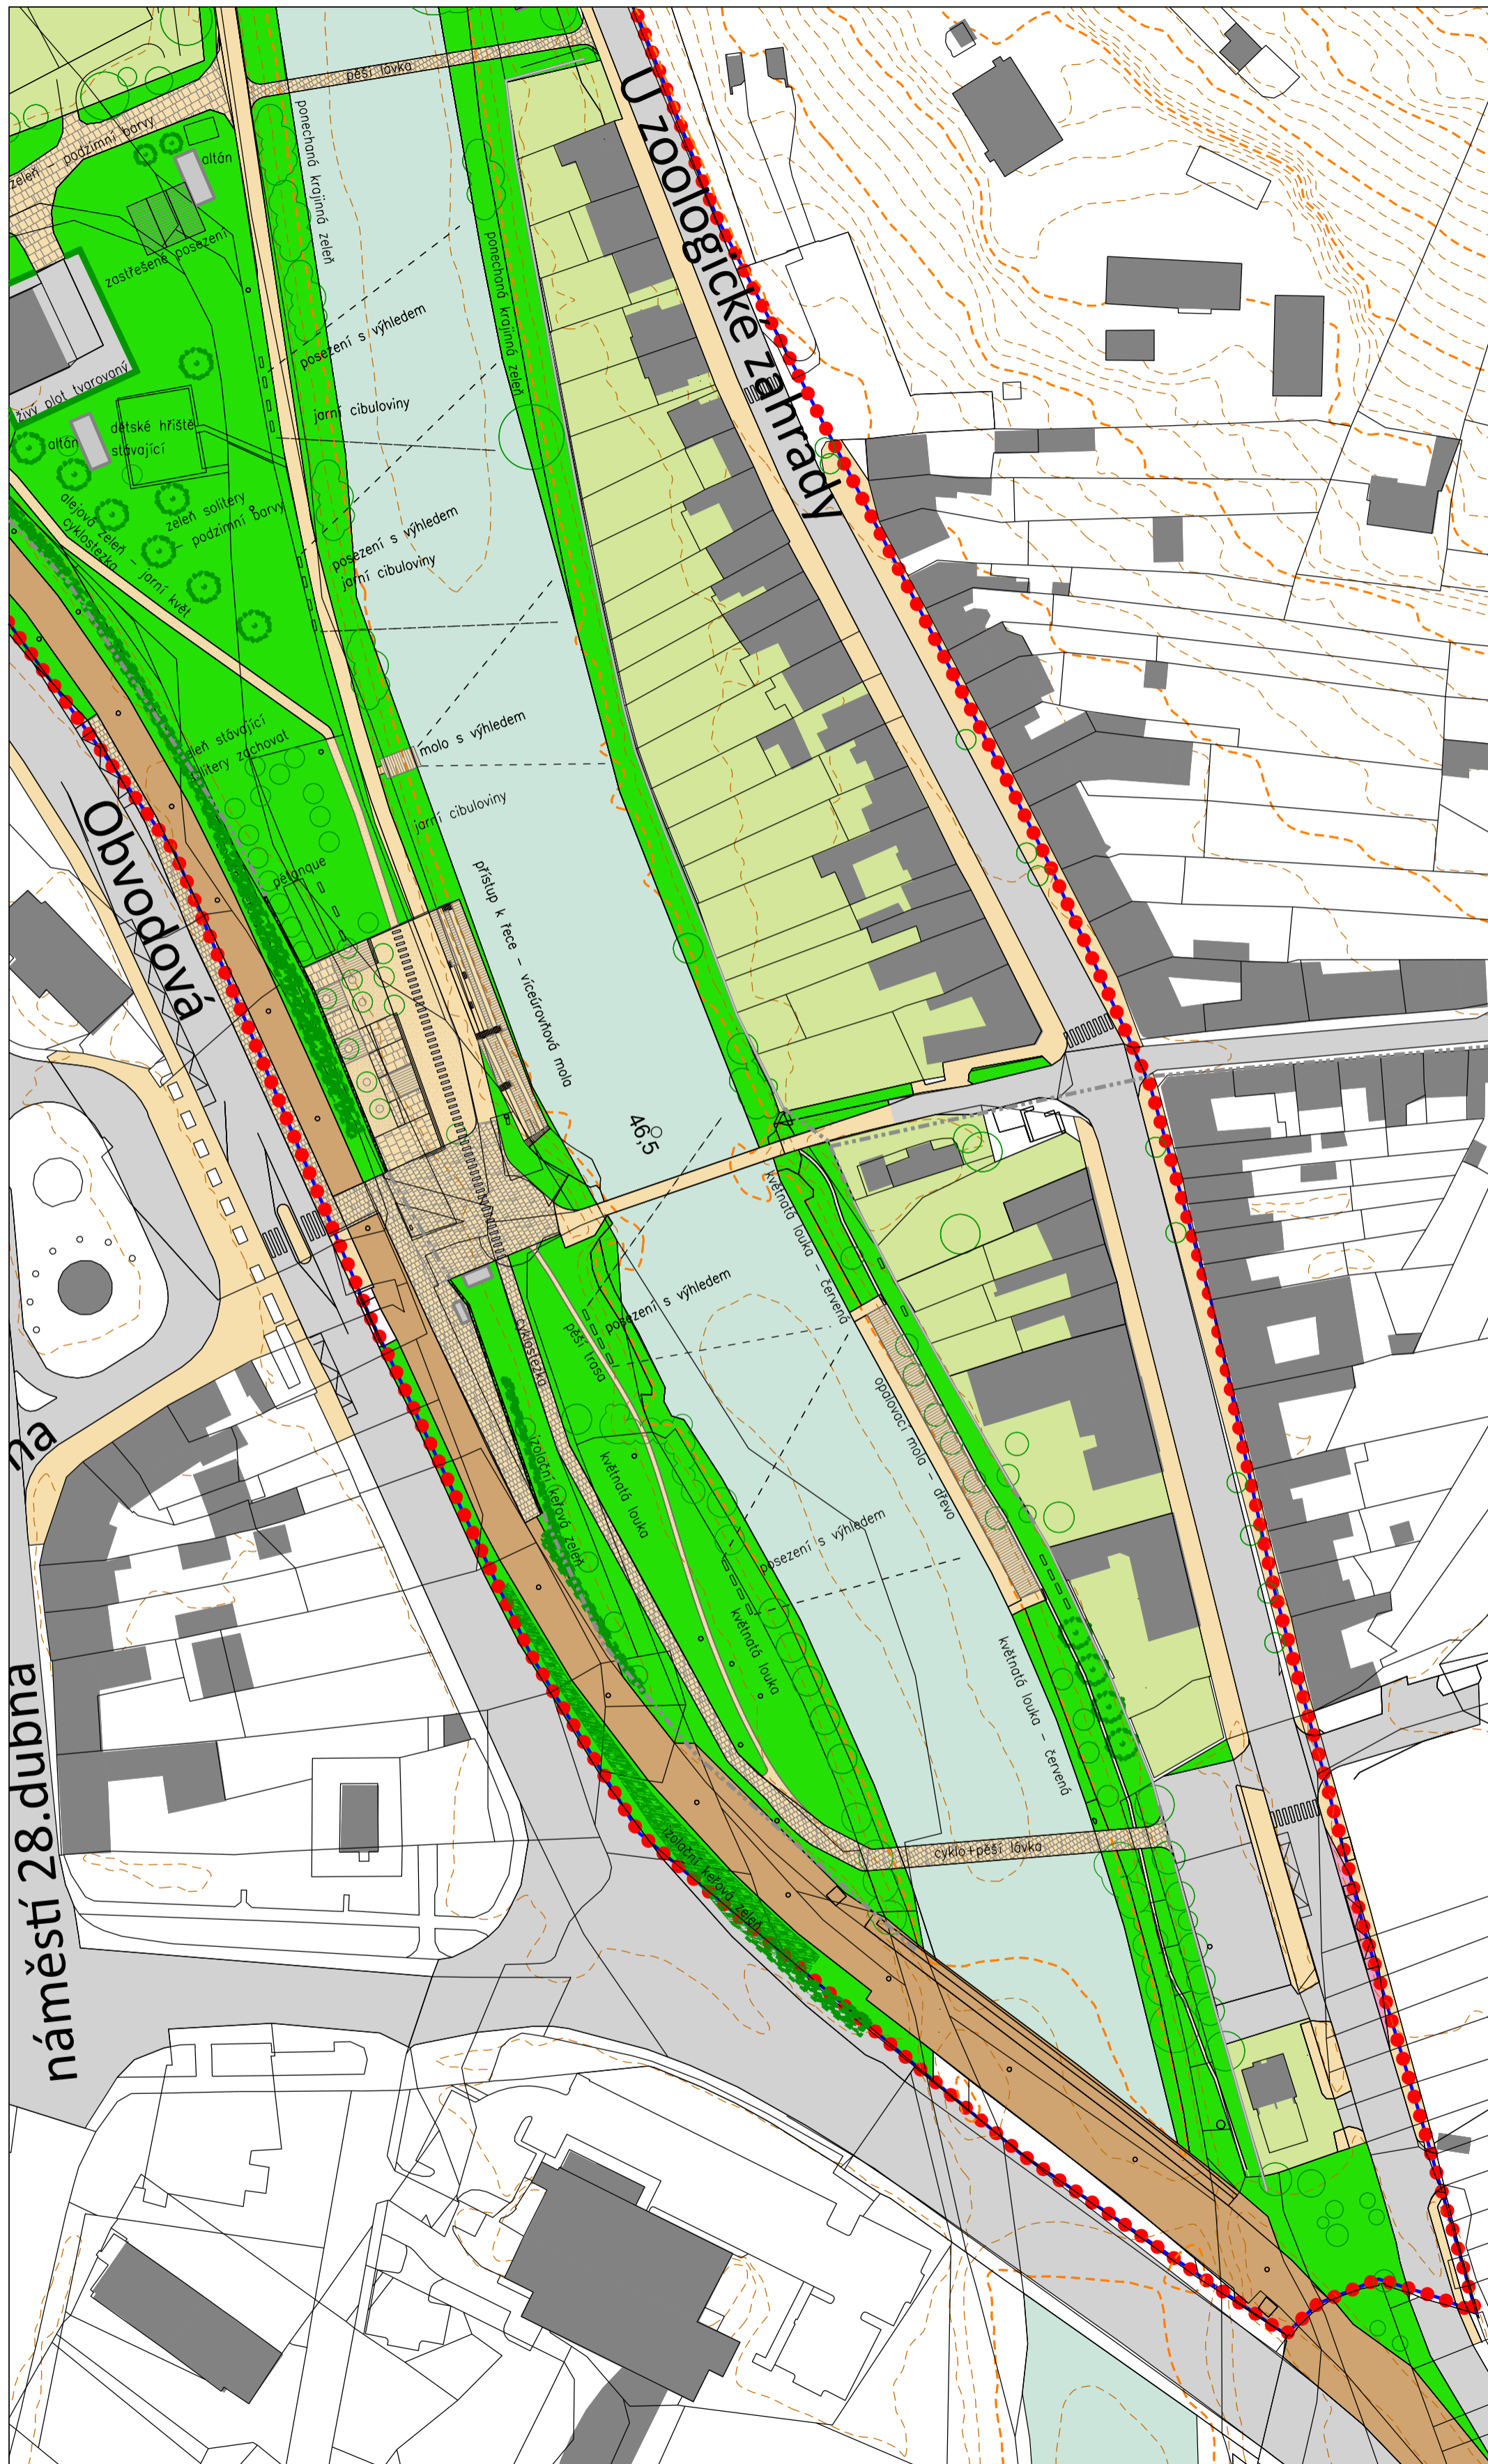 pěší lávka
U zoologické zahrady
podzimní barvy
zeleň
altán
ponechaná krajinná zeleň
zastřešené posezení
ponechaná krajinná zeleň
posezení s výhledem
živý plot tvarovaný
jarní cibuloviny
altán
dětské hřiště
stávající
alejová zeleň - jarní květ
cyklostezka
zeleň solitery
- podzimní barvy
posezení s výhledem
jarní cibuloviny
zeleň stávající
solitery zachovat
molo s výhledem
Obvodová
jarní cibuloviny
pétanque
přístup k řece - víceúrovňová mola
46.5
květnatá louka - červená
posezení s výhledem
cyklostezka
pěší trasa
opalovací mola - dřevo
na
izolační keřová zeleň
květnatá louka
posezení s výhledem
květnatá louka
květnatá louka - červená
náměstí 28.dubna
izolační keřová zeleň
cyklo+pěší lávka